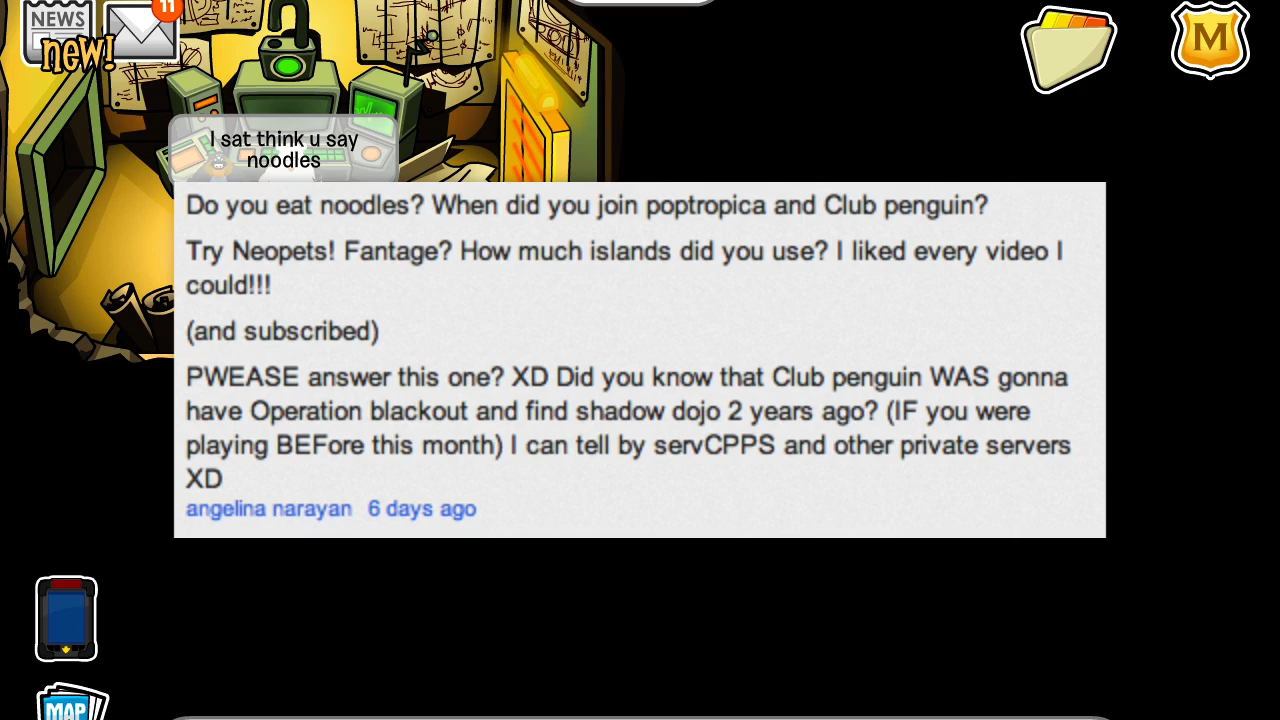 11
NEWS
new!
M
I sat think u say
noodles
Do you eat noodles? When did you join poptropica and Club penguin?
Try Neopets! Fantage? How much islands did you use? I liked every video I
could!!!
(and subscribed)
PWEASE answer this one? XD Did you know that Club penguin WAS gonna
have Operation blackout and find shadow dojo 2 years ago? (IF you were
playing BEFore this month) I can tell by servCPPS and other private servers
XD
angelina narayan 6 days ago
MAP